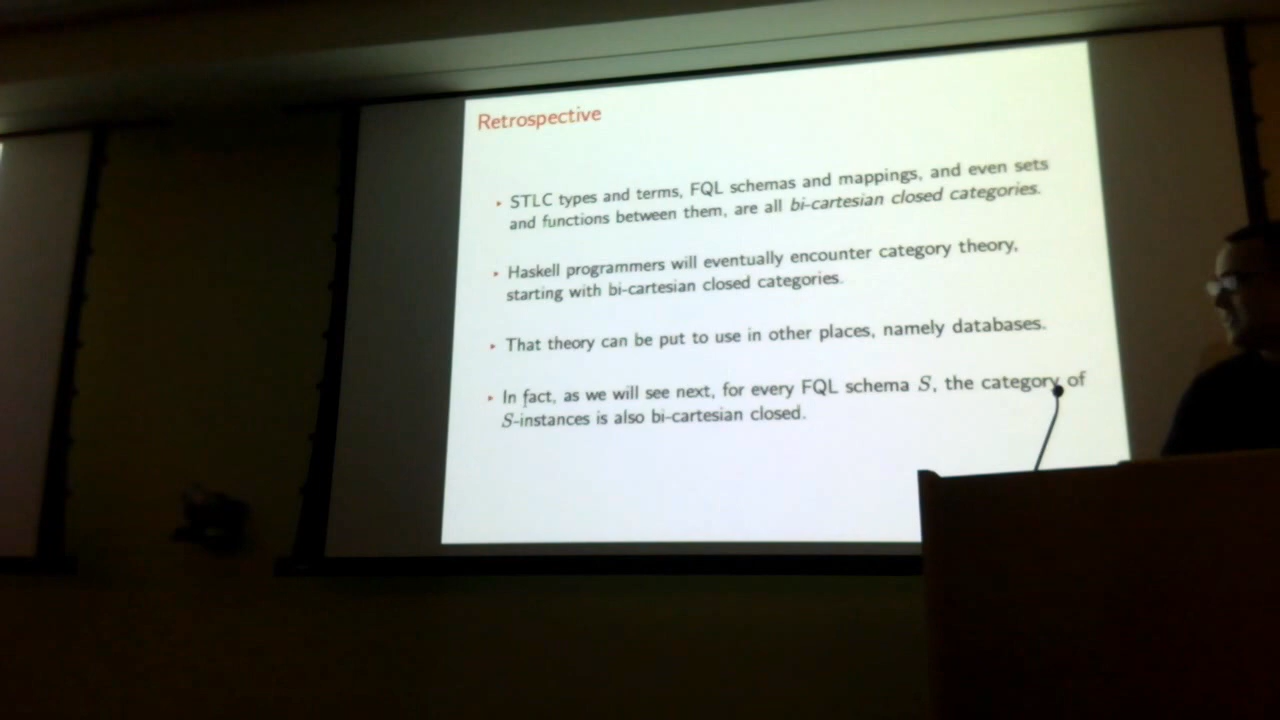 Retrospective
STLC types and terms, FQL schemas and mappings, and even sets
and functions between them, are all bi-cartesian closed categories.
Haskell programmers will eventually encounter category theory,
starting with bi-cartesian closed categories.
That theory can be put to use in other places, namely databases.
In fact, as we will see next, for every FQL schema S, the category of
S-instances is also bi-cartesian closed.